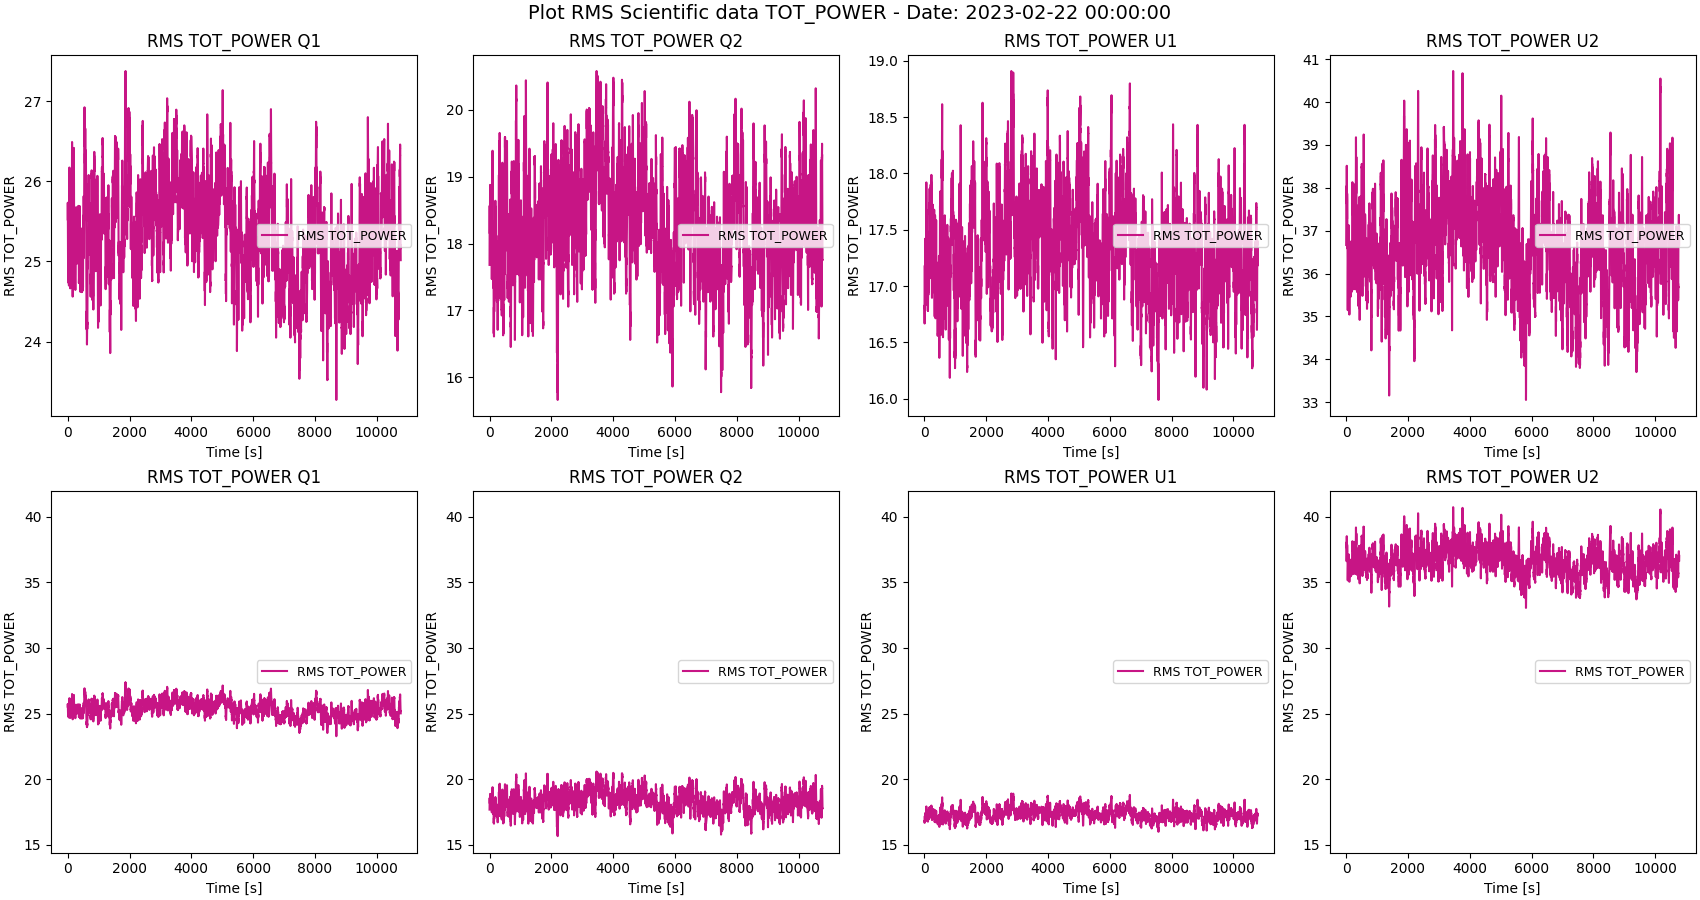 Plot RMS Scientific data TOT_POWER - Date: 2023-02-22 00:00:00
RMS TOT_POWER Q1
RMS TOT_POWER
27
26
25
24
RMS TOT_POWER
0 2000 4000 6000 8000 10000
Time [s]
RMS TOT_POWER Q2
RMS TOT_POWER
20
19
18
17
16
RMS TOT_POWER
0 2000 4000 6000 8000 10000
Time [s]
RMS TOT_POWER U1
RMS TOT_POWER
19.0
18.5
18.0
17.5
17.0
16.5
16.0
RMS TOT_POWER
0 2000 4000 6000 8000 10000
Time [s]
RMS TOT_POWER U2
RMS TOT_POWER
41
40
39
38
37
36
35
34
33
RMS TOT_POWER
0 2000 4000 6000 8000 10000
Time [s]
RMS TOT_POWER Q1
RMS TOT_POWER
40
35
30
25
20
15
RMS TOT_POWER
0 2000 4000 6000 8000 10000
Time [s]
RMS TOT_POWER Q2
RMS TOT_POWER
40
35
30
25
20
15
RMS TOT_POWER
0 2000 4000 6000 8000 10000
Time [s]
RMS TOT_POWER U1
RMS TOT_POWER
40
35
30
25
20
15
RMS TOT_POWER
0 2000 4000 6000 8000 10000
Time [s]
RMS TOT_POWER U2
RMS TOT_POWER
40
35
30
25
20
15
RMS TOT_POWER
0 2000 4000 6000 8000 10000
Time [s]